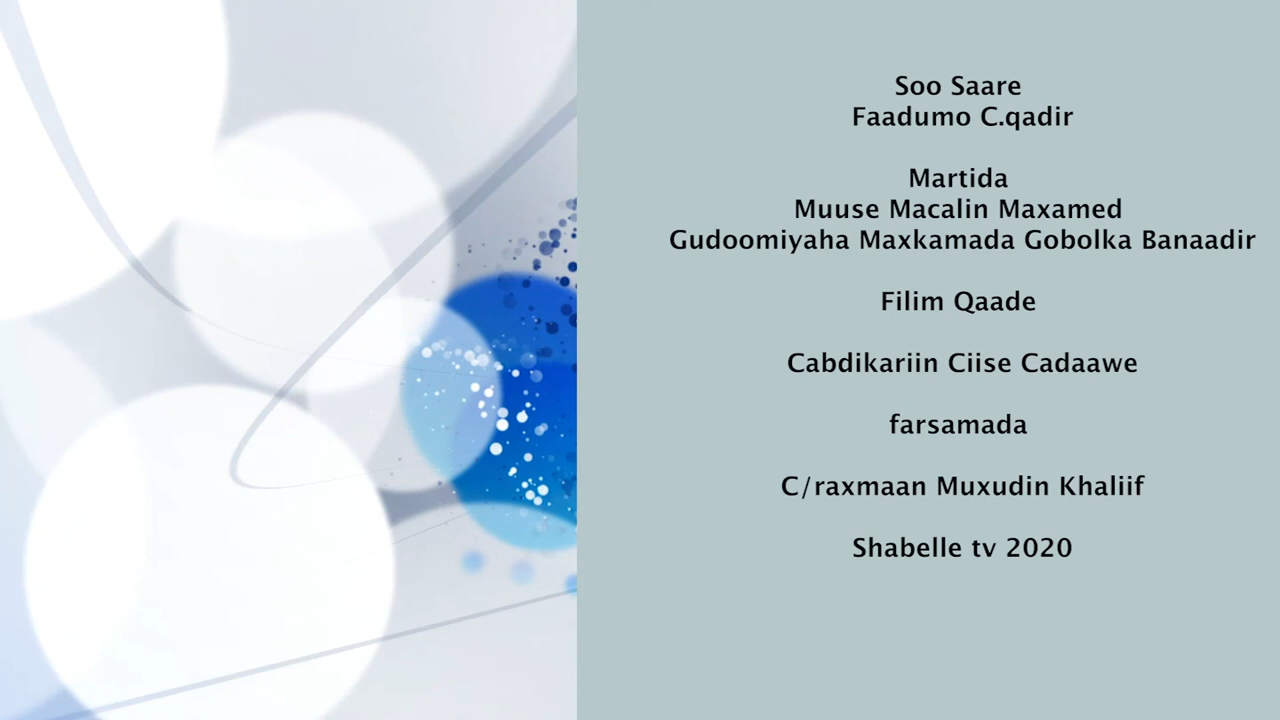 Soo Saare
Faadumo C.qadir
Martida
Muuse Macalin Maxamed
Gudoomiyaha Maxkamada Gobolka Banaadir
Filim Qaade
Cabdikariin Ciise Cadaawe
farsamada
C/raxmaan Muxudin Khaliif
Shabelle tv 2020